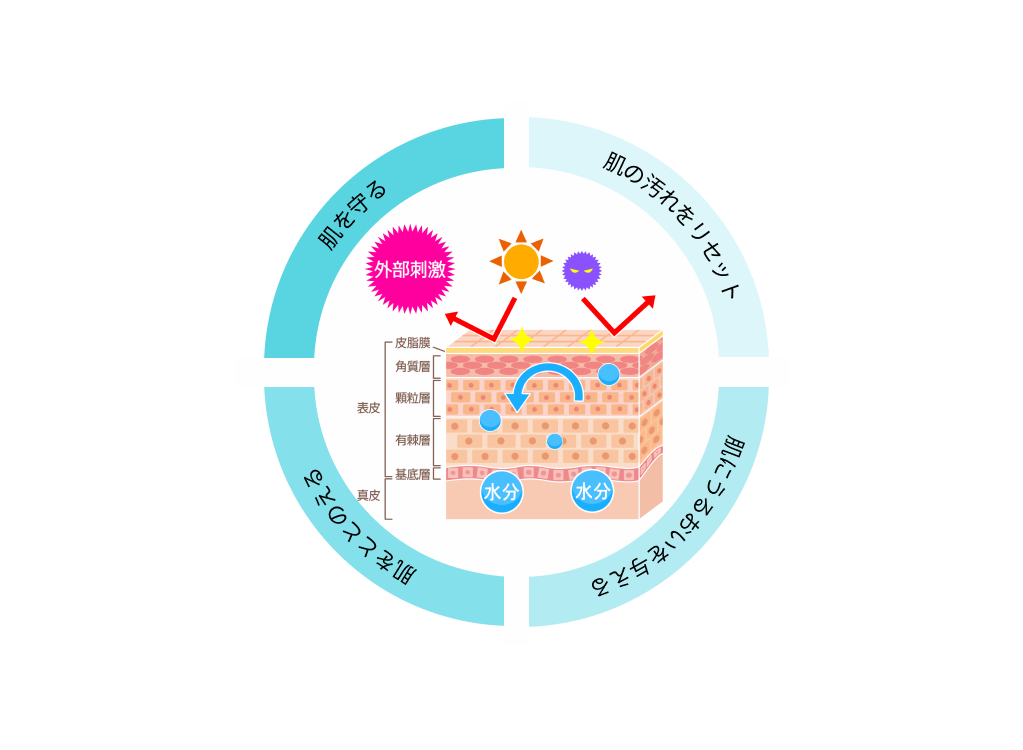 肌を守る
肌の汚れをリセット
外部刺激
皮脂膜
角質層
顆粒層
表皮
有棘層
基底層
真皮
水分
水分
肌をととのえる
肌にうるおいを与える